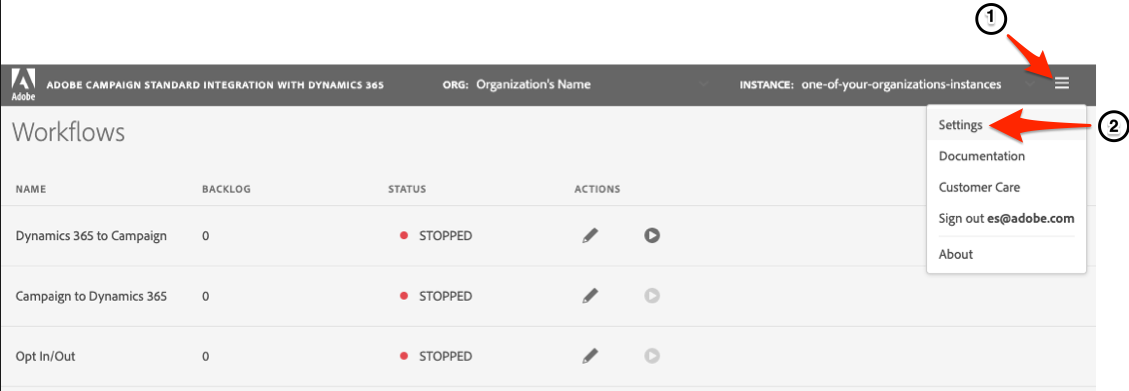 1
Adobe
ADOBE CAMPAIGN STANDARD INTEGRATION WITH DYNAMICS 365 ORG: Organization's Name INSTANCE: one-of-your-organizations-instances
Settings
2
Workflows
Documentation
NAME BACKLOG STATUS ACTIONS
Customer Care
Sign out es@adobe.com
Dynamics 365 to Campaign 0 STOPPED
About
Campaign to Dynamics 365 0 STOPPED
Opt In/Out 0 STOPPED